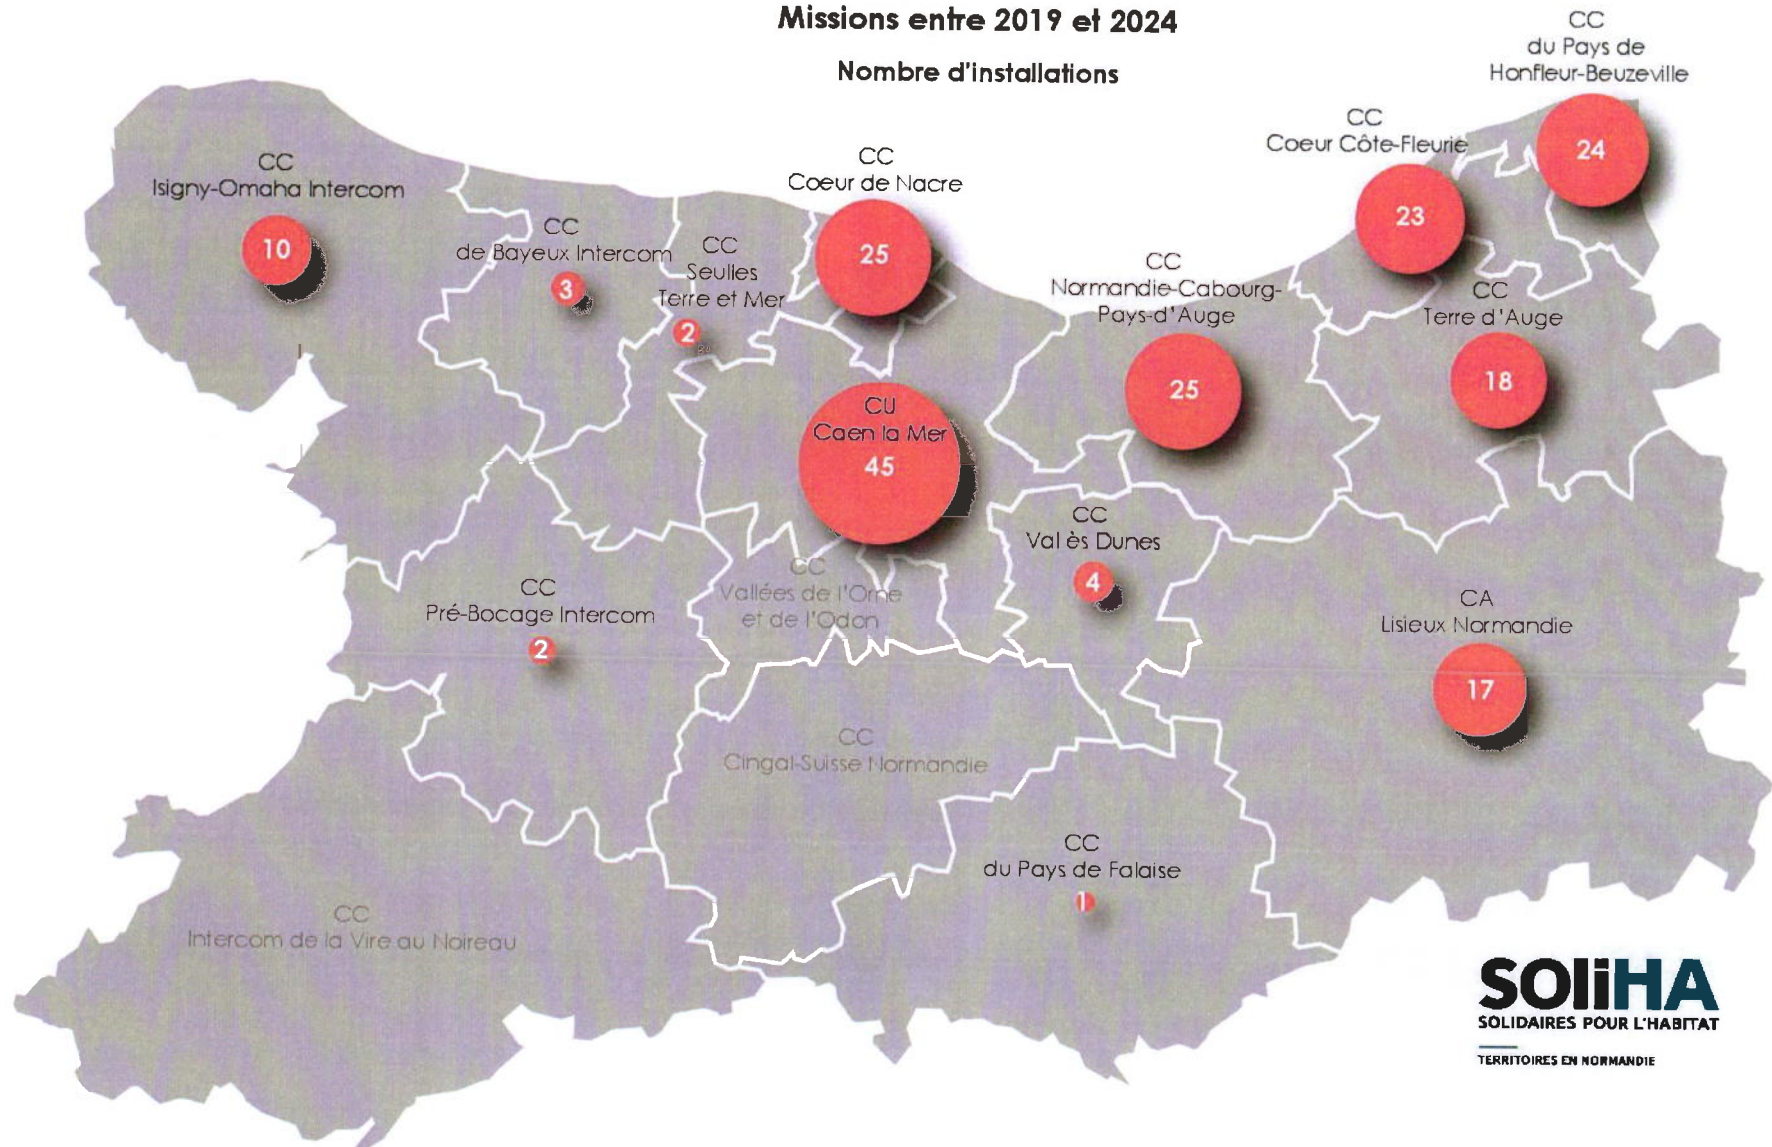 Missions entre 2019 et 2024
Nombre d'installations
CC
du Pays de
Honfleur-Beuzeville
24
CC
Coeur Côte-Fleurie
23
CC
Coeur de Nacre
25
CC
Isigny-Omaha Intercom
10
CC
de Bayeux Intercom
3
CC
Seulles
Terre et Mer
2
CC
Normandie-Cabourg-
Pays-d'Auge
25
CC
Terre d'Auge
18
CU
Caen la Mer
45
CC
Val ès Dunes
4
CC
Vallées de l'Orne
et de l'Odon
CC
Pré-Bocage Intercom
2
CA
Lisieux Normandie
17
CC
Cingal-Suisse Normandie
CC
du Pays de Falaise
1
CC
Intercom de la Vire au Noireau
SOliHA
SOLIDAIRES POUR L'HABITAT
TERRITOIRES EN NORMANDIE